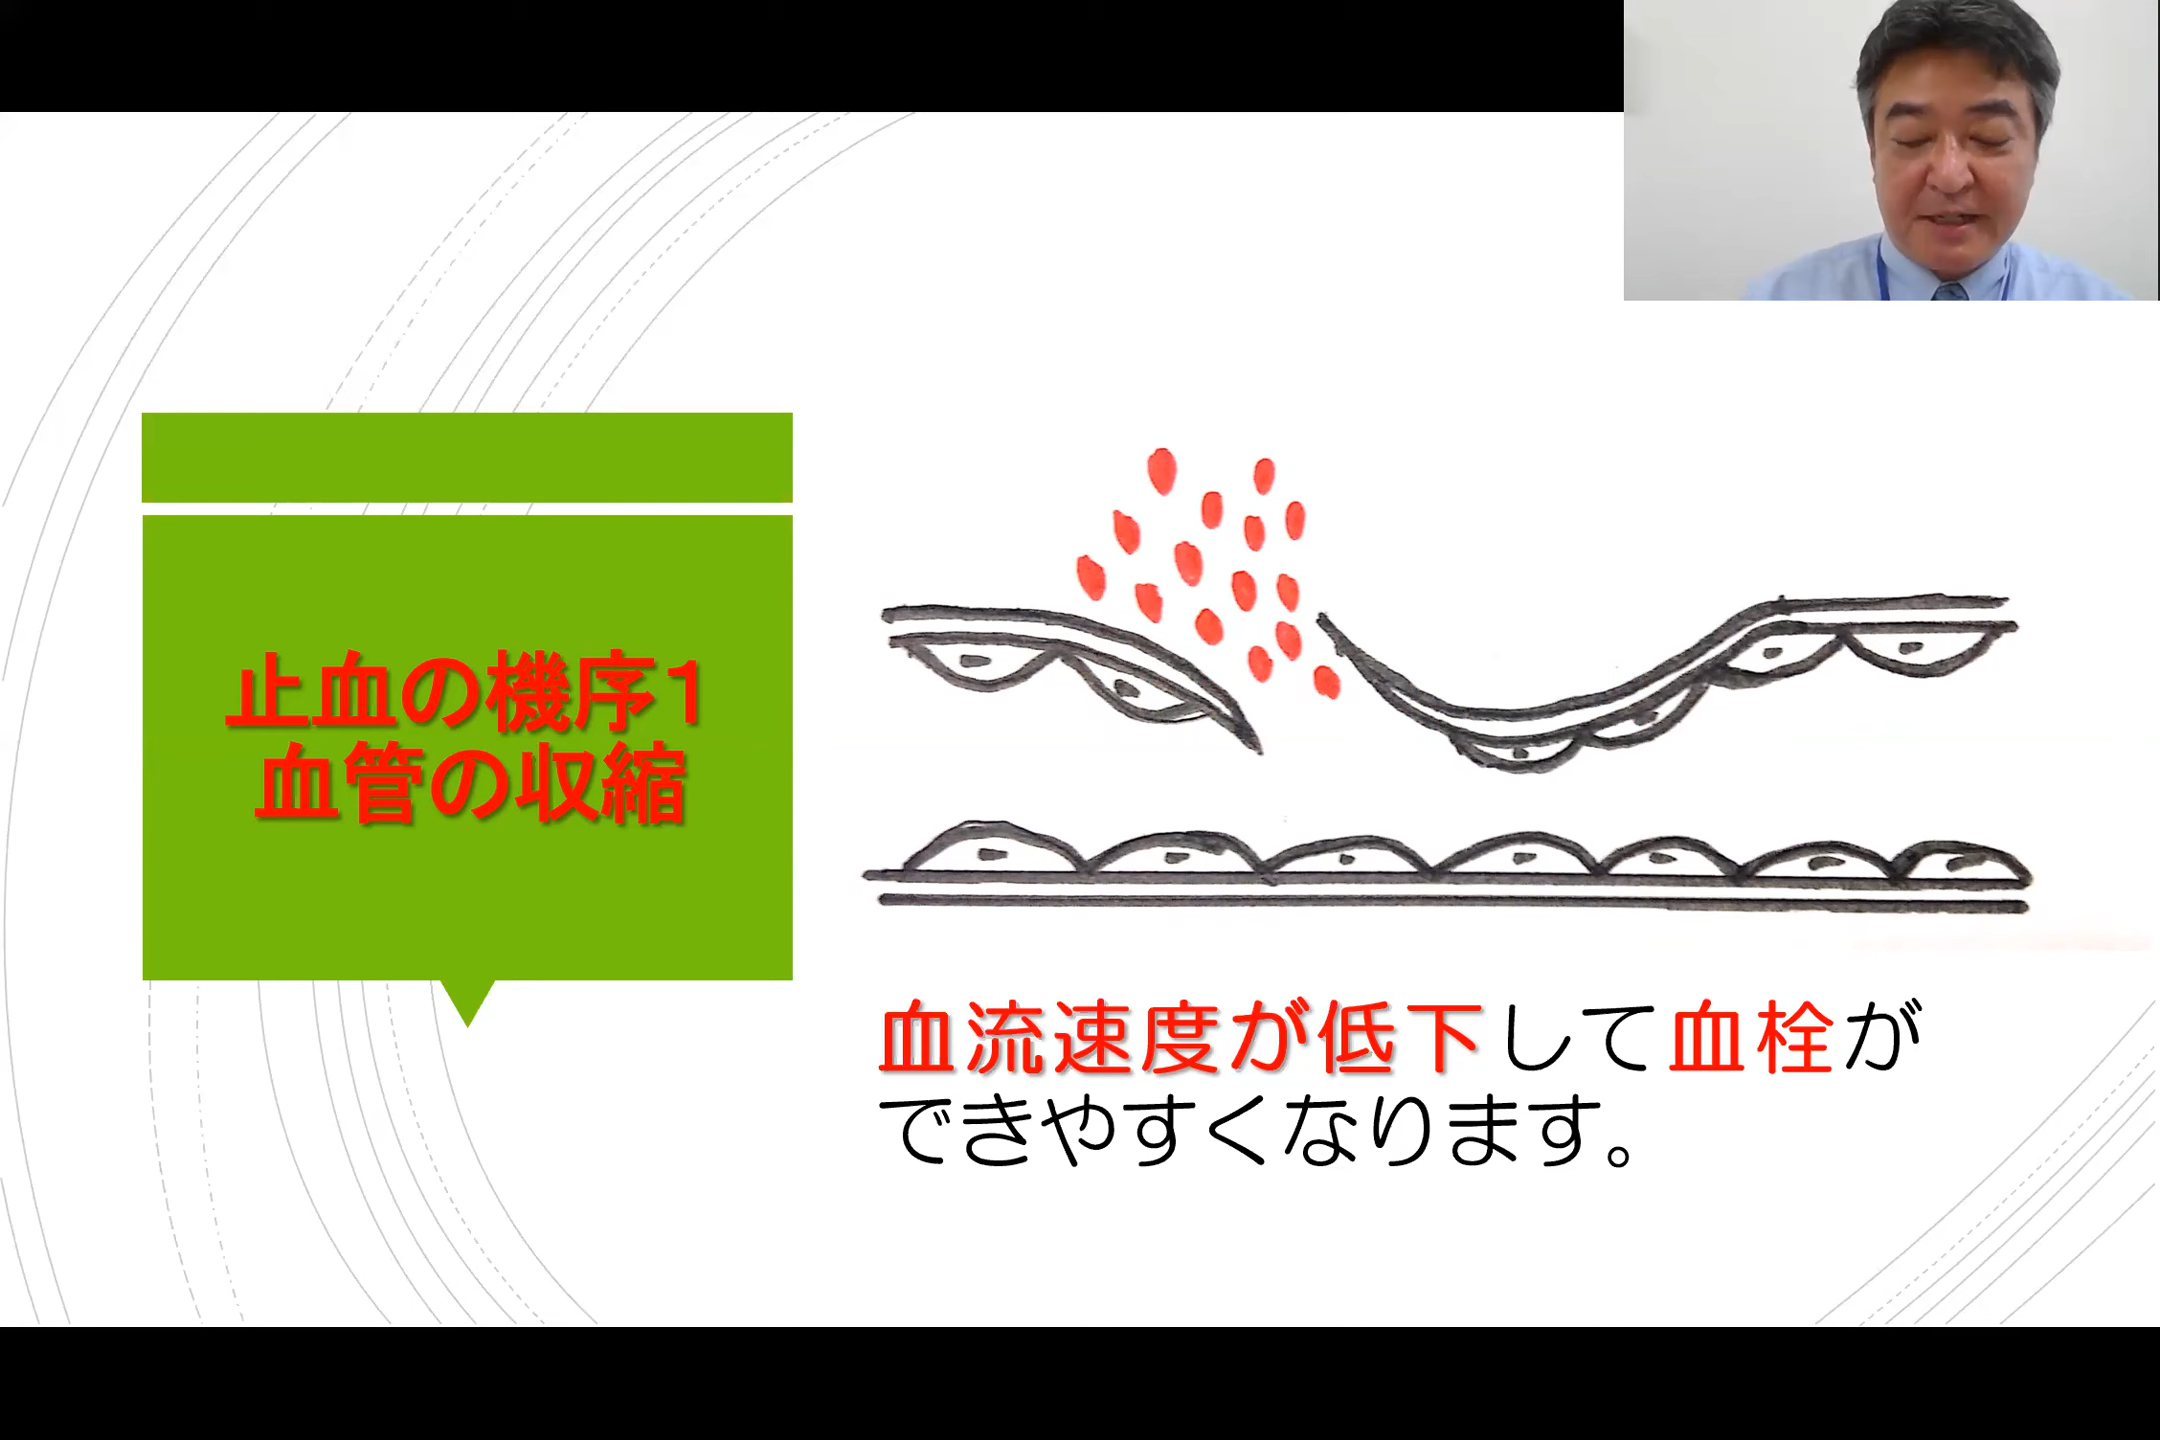 止血の機序１
血管の収縮
血流速度が低下して血栓が
できやすくなります。